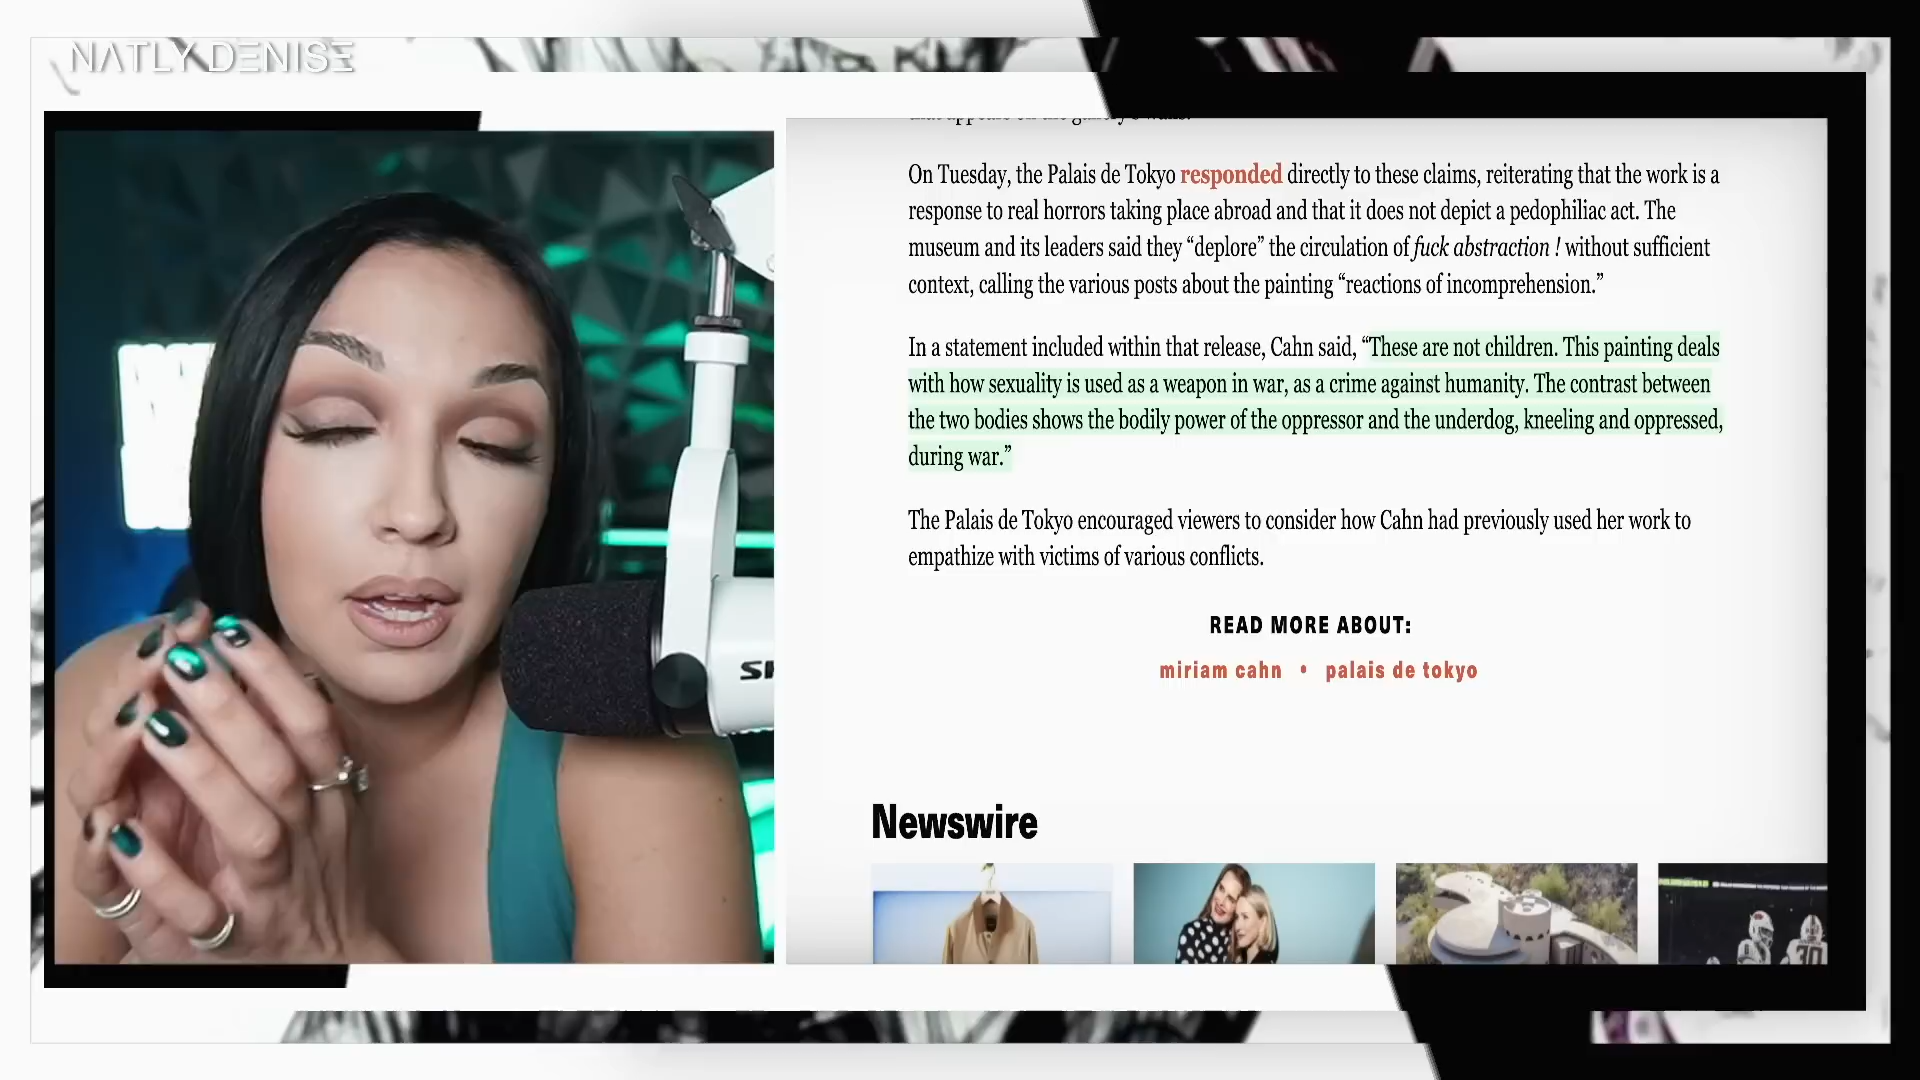 NATLY DENISE
that appears on the gallery's walls.
On Tuesday, the Palais de Tokyo responded directly to these claims, reiterating that the work is a
response to real horrors taking place abroad and that it does not depict a pedophiliac act. The
museum and its leaders said they “deplore” the circulation of fuck abstraction ! without sufficient
context, calling the various posts about the painting “reactions of incomprehension.”
In a statement included within that release, Cahn said, “These are not children. This painting deals
with how sexuality is used as a weapon in war, as a crime against humanity. The contrast between
the two bodies shows the bodily power of the oppressor and the underdog, kneeling and oppressed,
during war.”
The Palais de Tokyo encouraged viewers to consider how Cahn had previously used her work to
empathize with victims of various conflicts.
READ MORE ABOUT:
miriam cahn • palais de tokyo
Newswire